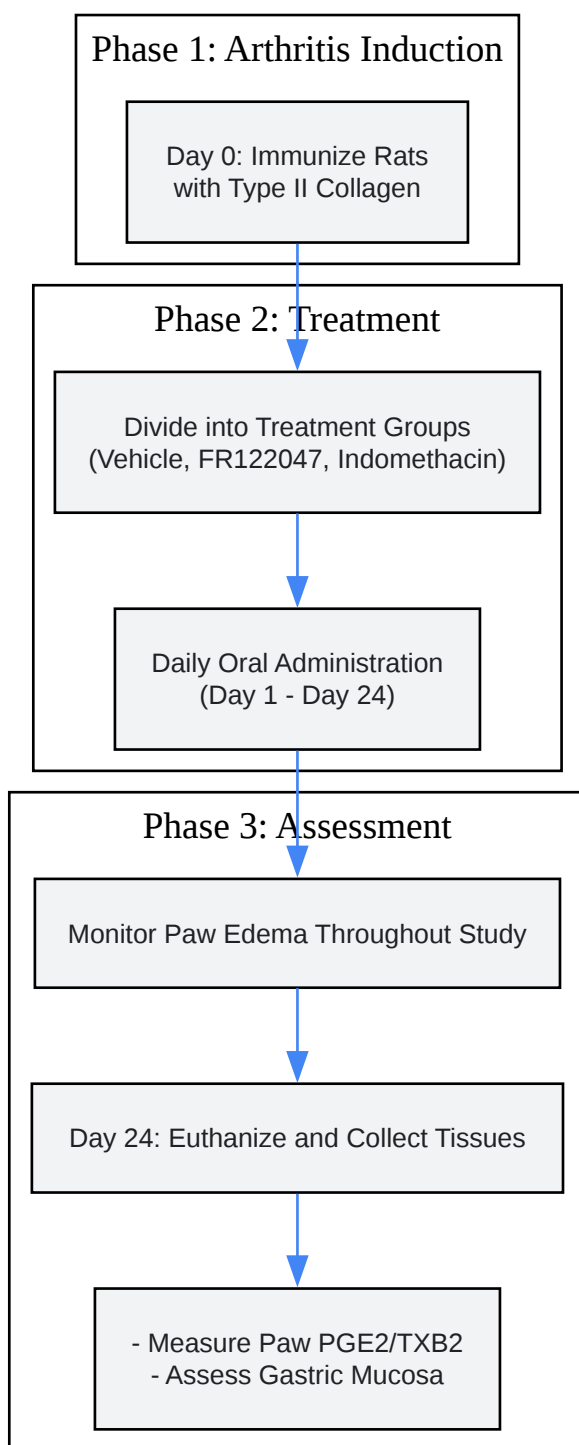 Phase 1: Arthritis Induction
Day 0: Immunize Rats
with Type II Collagen
Phase 2: Treatment
Divide into Treatment Groups
(Vehicle, FR122047, Indomethacin)
Daily Oral Administration
(Day 1 - Day 24)
Phase 3: Assessment
Monitor Paw Edema Throughout Study
Day 24: Euthanize and Collect Tissues
- Measure Paw PGE2/TXB2
- Assess Gastric Mucosa